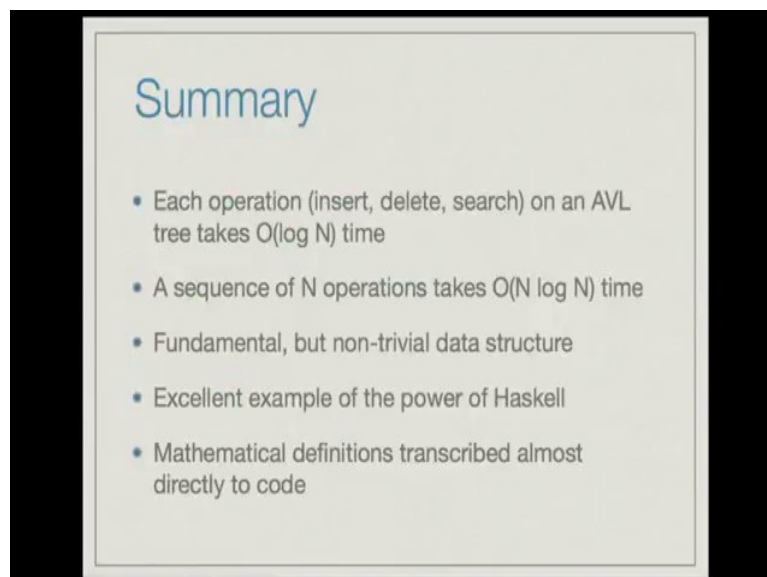 Summary
• Each operation (insert, delete, search) on an AVL
tree takes O(log N) time
• A sequence of N operations takes O(N log N) time
• Fundamental, but non-trivial data structure
• Excellent example of the power of Haskell
• Mathematical definitions transcribed almost
directly to code